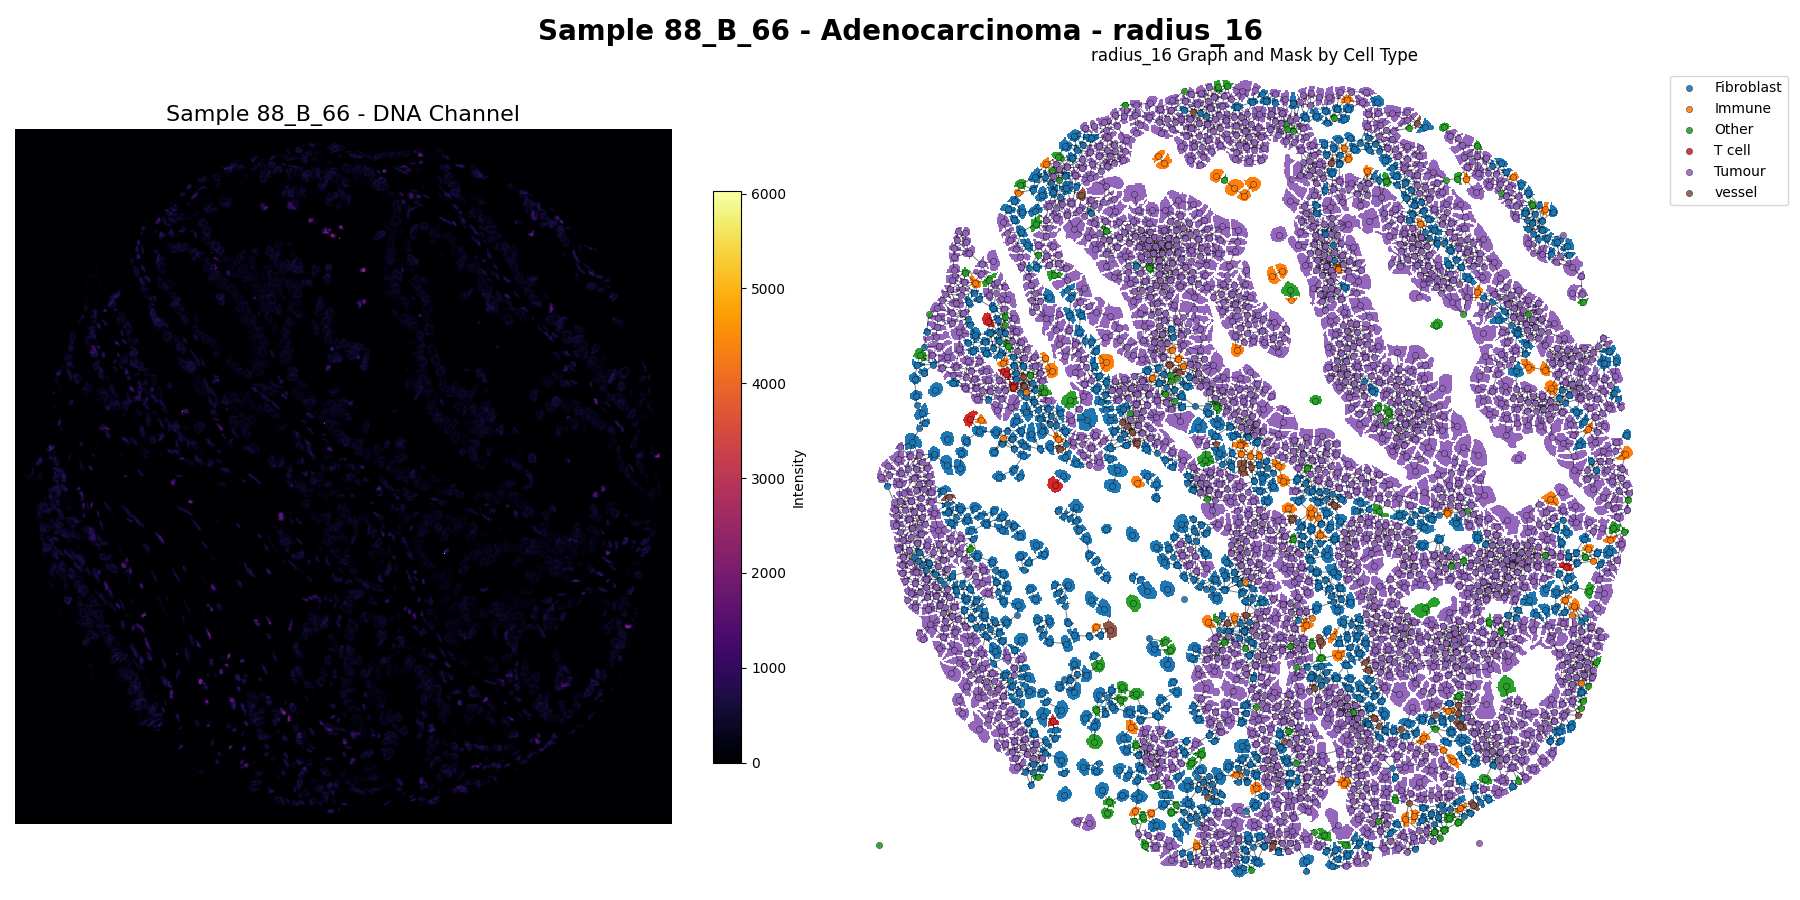 Sample 88_B_66 - Adenocarcinoma - radius_16
Sample 88_B_66 - DNA Channel
6000
5000
4000
3000
2000
1000
0
Intensity
radius_16 Graph and Mask by Cell Type
Fibroblast
Immune
Other
T cell
Tumour
vessel